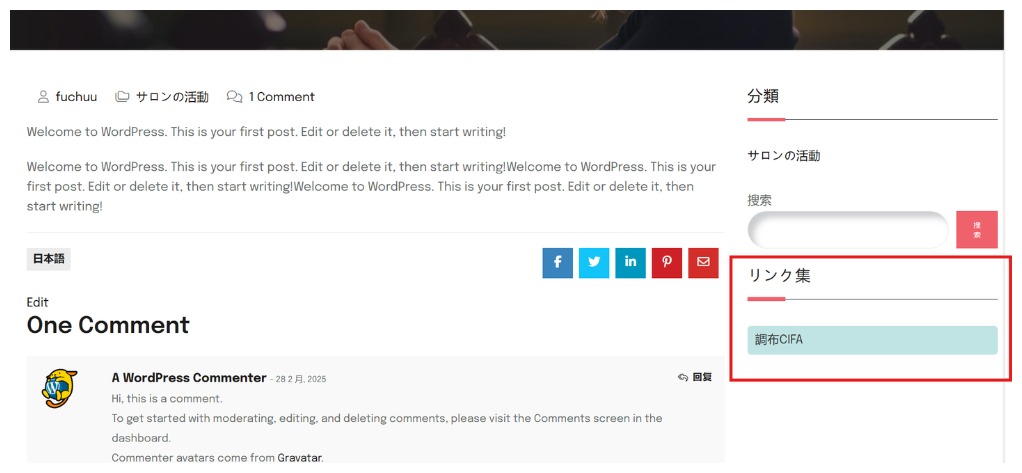 fuchuu サロンの活動 1 Comment
Welcome to WordPress. This is your first post. Edit or delete it, then start writing!
Welcome to WordPress. This is your first post. Edit or delete it, then start writing!Welcome to WordPress. This is your
first post. Edit or delete it, then start writing!Welcome to WordPress. This is your first post. Edit or delete it, then
start writing!
日本語
Edit
One Comment
A WordPress Commenter - 28 2 月, 2025
回复
Hi, this is a comment.
To get started with moderating, editing, and deleting comments, please visit the Comments screen in the
dashboard.
Commenter avatars come from Gravatar.
分類
サロンの活動
搜索
搜
索
リンク集
調布CIFA